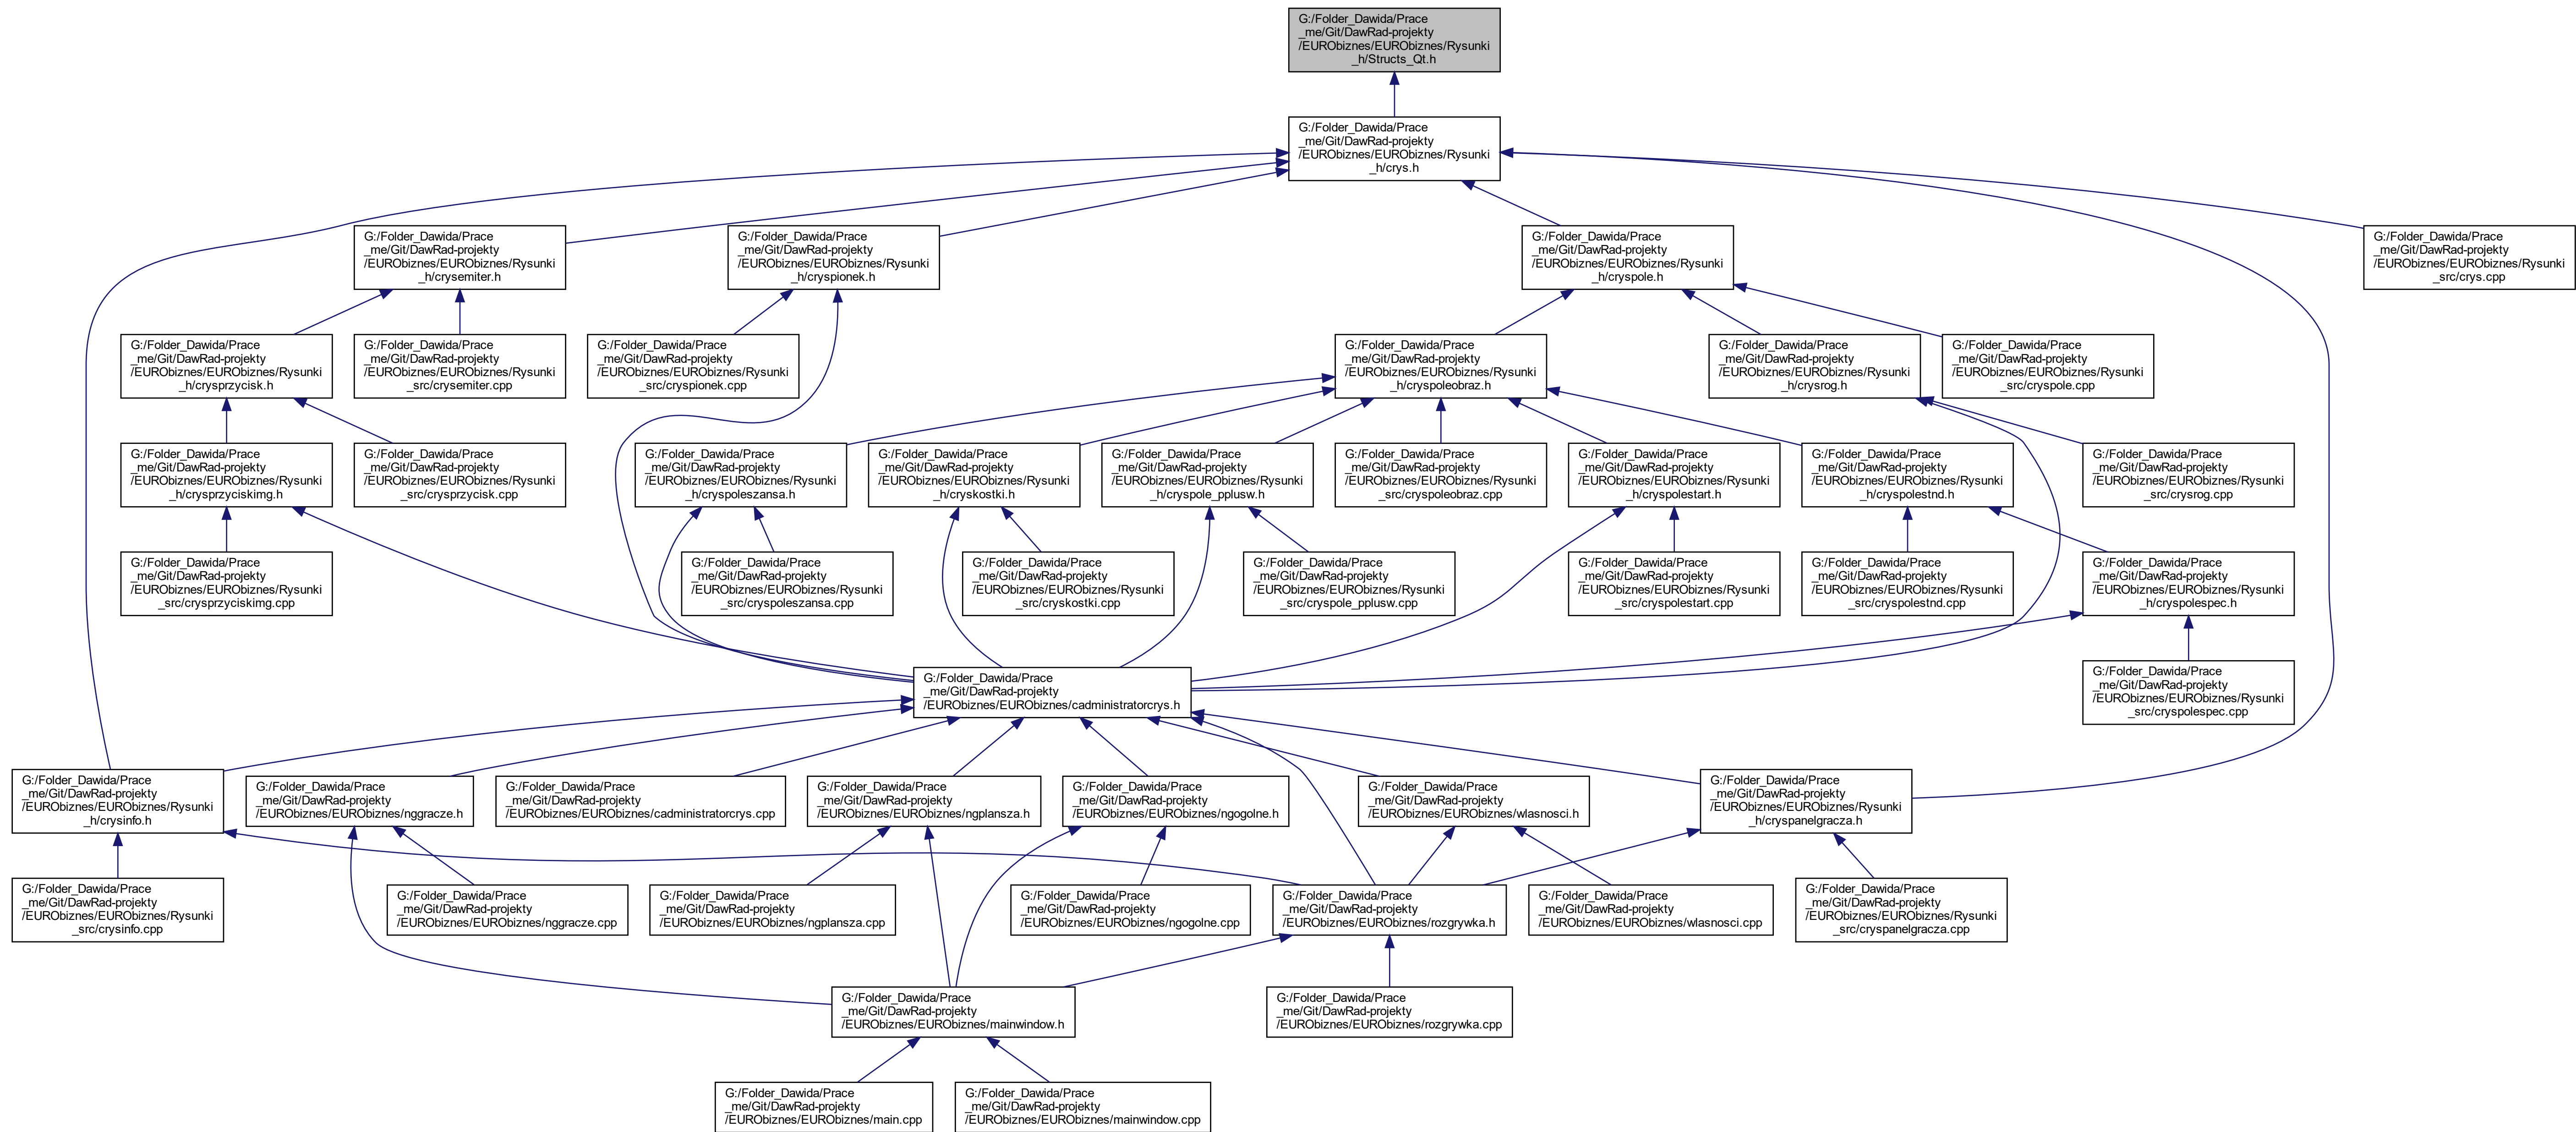 G:/Folder_Dawida/Prace
_me/Git/DawRad-projekty
/EURObiznes/EURObiznes/Rysunki
_h/Structs_Qt.h
G:/Folder_Dawida/Prace
_me/Git/DawRad-projekty
/EURObiznes/EURObiznes/Rysunki
_h/crys.h
G:/Folder_Dawida/Prace
_me/Git/DawRad-projekty
/EURObiznes/EURObiznes/Rysunki
_h/crysemiter.h
G:/Folder_Dawida/Prace
_me/Git/DawRad-projekty
/EURObiznes/EURObiznes/Rysunki
_h/cryspionek.h
G:/Folder_Dawida/Prace
_me/Git/DawRad-projekty
/EURObiznes/EURObiznes/Rysunki
_h/cryspole.h
G:/Folder_Dawida/Prace
_me/Git/DawRad-projekty
/EURObiznes/EURObiznes/Rysunki
_src/crys.cpp
G:/Folder_Dawida/Prace
_me/Git/DawRad-projekty
/EURObiznes/EURObiznes/Rysunki
_h/crysprzycisk.h
G:/Folder_Dawida/Prace
_me/Git/DawRad-projekty
/EURObiznes/EURObiznes/Rysunki
_src/crysemiter.cpp
G:/Folder_Dawida/Prace
_me/Git/DawRad-projekty
/EURObiznes/EURObiznes/Rysunki
_src/cryspionek.cpp
G:/Folder_Dawida/Prace
_me/Git/DawRad-projekty
/EURObiznes/EURObiznes/Rysunki
_h/cryspoleobraz.h
G:/Folder_Dawida/Prace
_me/Git/DawRad-projekty
/EURObiznes/EURObiznes/Rysunki
_h/crysrog.h
G:/Folder_Dawida/Prace
_me/Git/DawRad-projekty
/EURObiznes/EURObiznes/Rysunki
_src/cryspole.cpp
G:/Folder_Dawida/Prace
_me/Git/DawRad-projekty
/EURObiznes/EURObiznes/Rysunki
_h/crysprzyciskimg.h
G:/Folder_Dawida/Prace
_me/Git/DawRad-projekty
/EURObiznes/EURObiznes/Rysunki
_src/crysprzycisk.cpp
G:/Folder_Dawida/Prace
_me/Git/DawRad-projekty
/EURObiznes/EURObiznes/Rysunki
_h/cryspoleszansa.h
G:/Folder_Dawida/Prace
_me/Git/DawRad-projekty
/EURObiznes/EURObiznes/Rysunki
_h/cryskostki.h
G:/Folder_Dawida/Prace
_me/Git/DawRad-projekty
/EURObiznes/EURObiznes/Rysunki
_h/cryspole_pplusw.h
G:/Folder_Dawida/Prace
_me/Git/DawRad-projekty
/EURObiznes/EURObiznes/Rysunki
_src/cryspoleobraz.cpp
G:/Folder_Dawida/Prace
_me/Git/DawRad-projekty
/EURObiznes/EURObiznes/Rysunki
_h/cryspolestart.h
G:/Folder_Dawida/Prace
_me/Git/DawRad-projekty
/EURObiznes/EURObiznes/Rysunki
_h/cryspolestnd.h
G:/Folder_Dawida/Prace
_me/Git/DawRad-projekty
/EURObiznes/EURObiznes/Rysunki
_src/crysrog.cpp
G:/Folder_Dawida/Prace
_me/Git/DawRad-projekty
/EURObiznes/EURObiznes/Rysunki
_src/crysprzyciskimg.cpp
G:/Folder_Dawida/Prace
_me/Git/DawRad-projekty
/EURObiznes/EURObiznes/Rysunki
_src/cryspoleszansa.cpp
G:/Folder_Dawida/Prace
_me/Git/DawRad-projekty
/EURObiznes/EURObiznes/Rysunki
_src/cryskostki.cpp
G:/Folder_Dawida/Prace
_me/Git/DawRad-projekty
/EURObiznes/EURObiznes/Rysunki
_src/cryspole_pplusw.cpp
G:/Folder_Dawida/Prace
_me/Git/DawRad-projekty
/EURObiznes/EURObiznes/Rysunki
_src/cryspolestart.cpp
G:/Folder_Dawida/Prace
_me/Git/DawRad-projekty
/EURObiznes/EURObiznes/Rysunki
_src/cryspolestnd.cpp
G:/Folder_Dawida/Prace
_me/Git/DawRad-projekty
/EURObiznes/EURObiznes/Rysunki
_h/cryspolespec.h
G:/Folder_Dawida/Prace
_me/Git/DawRad-projekty
/EURObiznes/EURObiznes/cadministratorcrys.h
G:/Folder_Dawida/Prace
_me/Git/DawRad-projekty
/EURObiznes/EURObiznes/Rysunki
_src/cryspolespec.cpp
G:/Folder_Dawida/Prace
_me/Git/DawRad-projekty
/EURObiznes/EURObiznes/Rysunki
_h/crysinfo.h
G:/Folder_Dawida/Prace
_me/Git/DawRad-projekty
/EURObiznes/EURObiznes/nggracze.h
G:/Folder_Dawida/Prace
_me/Git/DawRad-projekty
/EURObiznes/EURObiznes/cadministratorcrys.cpp
G:/Folder_Dawida/Prace
_me/Git/DawRad-projekty
/EURObiznes/EURObiznes/ngplansza.h
G:/Folder_Dawida/Prace
_me/Git/DawRad-projekty
/EURObiznes/EURObiznes/ngogolne.h
G:/Folder_Dawida/Prace
_me/Git/DawRad-projekty
/EURObiznes/EURObiznes/wlasnosci.h
G:/Folder_Dawida/Prace
_me/Git/DawRad-projekty
/EURObiznes/EURObiznes/Rysunki
_h/cryspanelgracza.h
G:/Folder_Dawida/Prace
_me/Git/DawRad-projekty
/EURObiznes/EURObiznes/Rysunki
_src/crysinfo.cpp
G:/Folder_Dawida/Prace
_me/Git/DawRad-projekty
/EURObiznes/EURObiznes/nggracze.cpp
G:/Folder_Dawida/Prace
_me/Git/DawRad-projekty
/EURObiznes/EURObiznes/ngplansza.cpp
G:/Folder_Dawida/Prace
_me/Git/DawRad-projekty
/EURObiznes/EURObiznes/ngogolne.cpp
G:/Folder_Dawida/Prace
_me/Git/DawRad-projekty
/EURObiznes/EURObiznes/rozgrywka.h
G:/Folder_Dawida/Prace
_me/Git/DawRad-projekty
/EURObiznes/EURObiznes/wlasnosci.cpp
G:/Folder_Dawida/Prace
_me/Git/DawRad-projekty
/EURObiznes/EURObiznes/Rysunki
_src/cryspanelgracza.cpp
G:/Folder_Dawida/Prace
_me/Git/DawRad-projekty
/EURObiznes/EURObiznes/mainwindow.h
G:/Folder_Dawida/Prace
_me/Git/DawRad-projekty
/EURObiznes/EURObiznes/rozgrywka.cpp
G:/Folder_Dawida/Prace
_me/Git/DawRad-projekty
/EURObiznes/EURObiznes/main.cpp
G:/Folder_Dawida/Prace
_me/Git/DawRad-projekty
/EURObiznes/EURObiznes/mainwindow.cpp